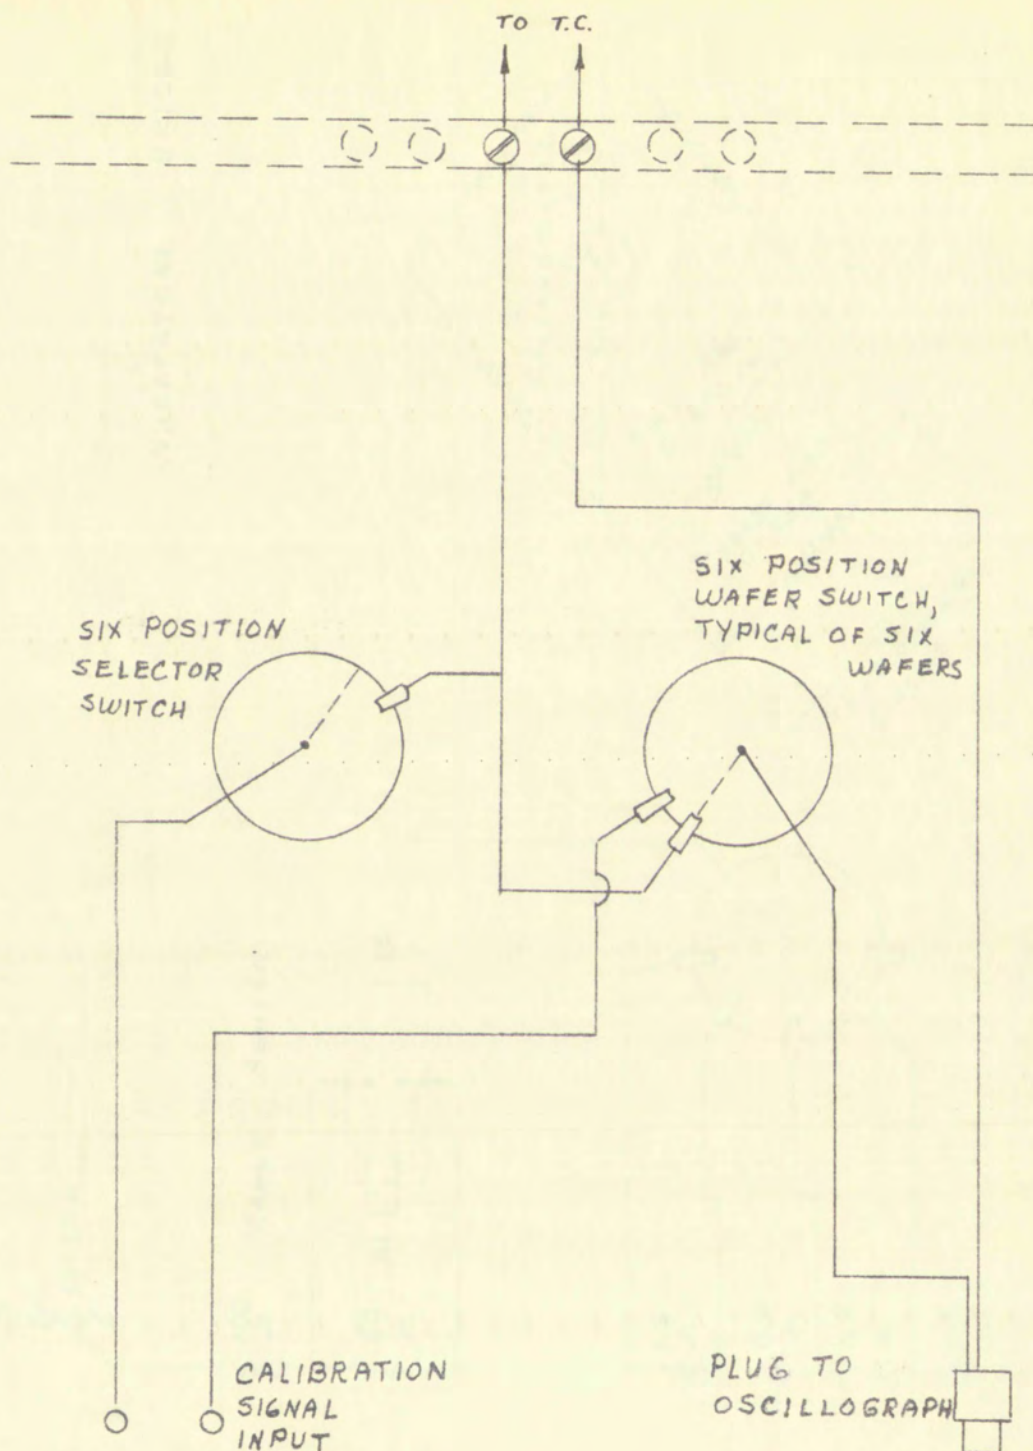 TO T.C.
SIX POSITION
WAFER SWITCH,
TYPICAL OF SIX
WAFERS
SIX POSITION
SELECTOR
SWITCH
CALIBRATION
SIGNAL
INPUT
PLUG TO
OSCILLOGRAPH